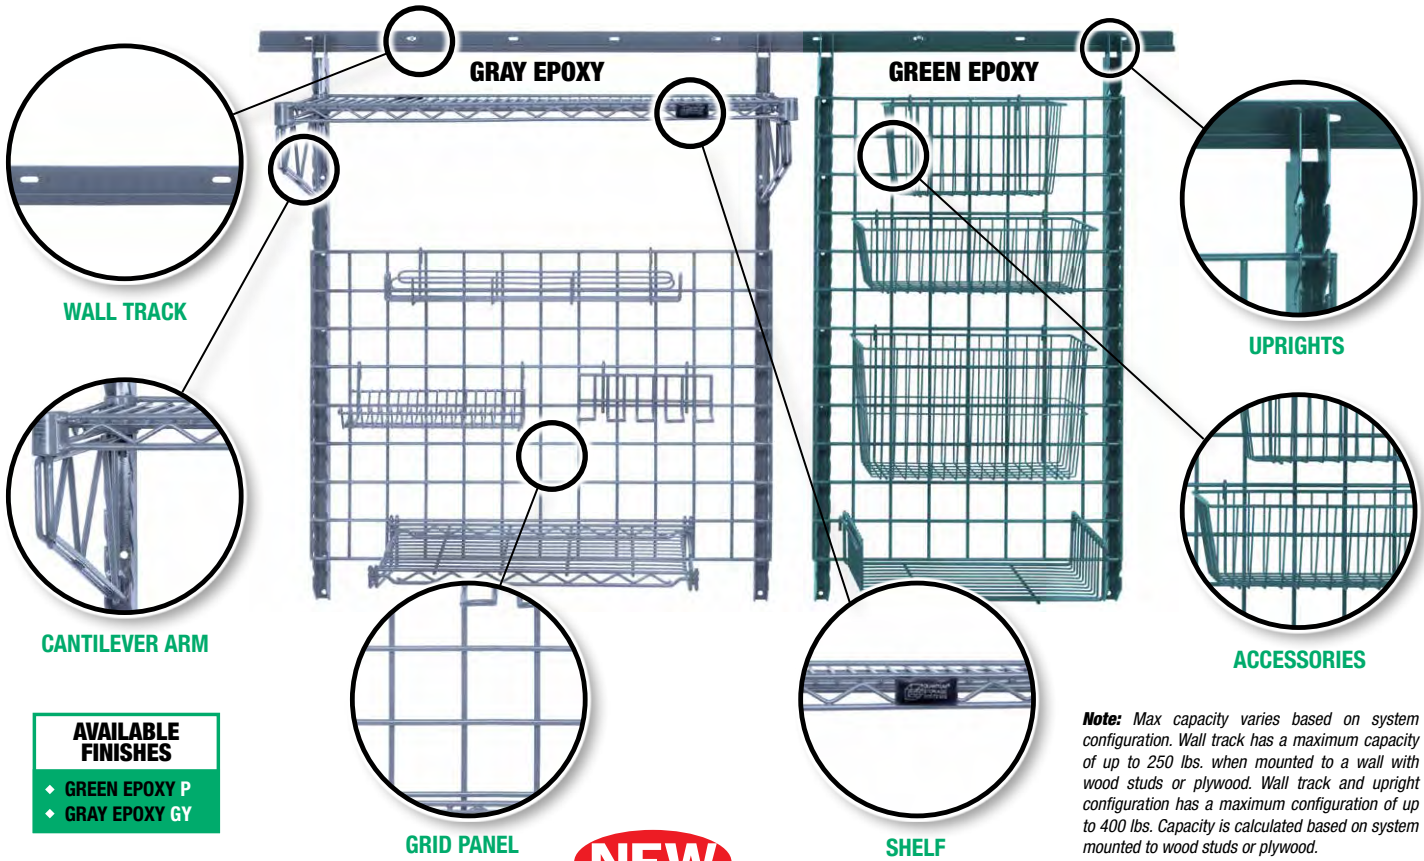 GRAY EPOXY
GREEN EPOXY
WALL TRACK
UPRIGHTS
CANTILEVER ARM
ACCESSORIES
AVAILABLE
FINISHES
◆ GREEN EPOXY P
◆ GRAY EPOXY GY
GRID PANEL
SHELF
NEW
Note: Max capacity varies based on system
configuration. Wall track has a maximum capacity
of up to 250 lbs. when mounted to a wall with
wood studs or plywood. Wall track and upright
configuration has a maximum configuration of up
to 400 lbs. Capacity is calculated based on system
mounted to wood studs or plywood.